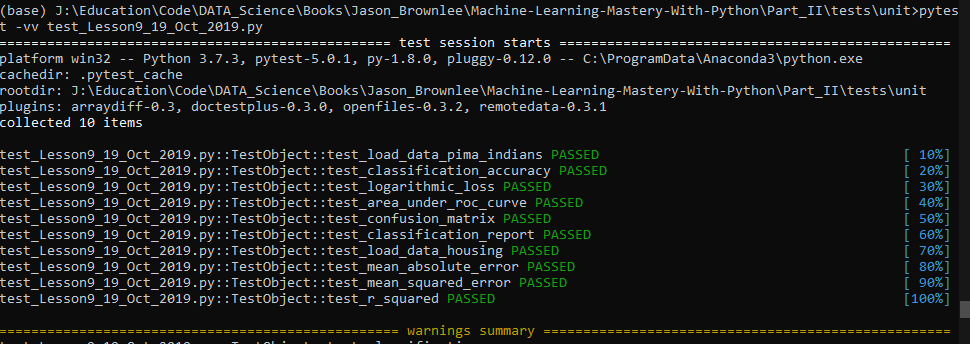 (base) J:\Education\Code\DATA_Science\Books\Jason_Brownlee\Machine-Learning-Mastery-With-Python\Part_II\tests\unit>pytes
t -vv test_Lesson9_19_Oct_2019.py
================================================= test session starts =================================================
platform win32 -- Python 3.7.3, pytest-5.0.1, py-1.8.0, pluggy-0.12.0 -- C:\ProgramData\Anaconda3\python.exe
cachedir: .pytest_cache
rootdir: J:\Education\Code\DATA_Science\Books\Jason_Brownlee\Machine-Learning-Mastery-With-Python\Part_II\tests\unit
plugins: arraydiff-0.3, doctestplus-0.3.0, openfiles-0.3.2, remotedata-0.3.1
collected 10 items
test_Lesson9_19_Oct_2019.py::TestObject::test_load_data_pima_indians PASSED [ 10%]
test_Lesson9_19_Oct_2019.py::TestObject::test_classification_accuracy PASSED [ 20%]
test_Lesson9_19_Oct_2019.py::TestObject::test_logarithmic_loss PASSED [ 30%]
test_Lesson9_19_Oct_2019.py::TestObject::test_area_under_roc_curve PASSED [ 40%]
test_Lesson9_19_Oct_2019.py::TestObject::test_confusion_matrix PASSED [ 50%]
test_Lesson9_19_Oct_2019.py::TestObject::test_classification_report PASSED [ 60%]
test_Lesson9_19_Oct_2019.py::TestObject::test_load_data_housing PASSED [ 70%]
test_Lesson9_19_Oct_2019.py::TestObject::test_mean_absolute_error PASSED [ 80%]
test_Lesson9_19_Oct_2019.py::TestObject::test_mean_squared_error PASSED [ 90%]
test_Lesson9_19_Oct_2019.py::TestObject::test_r_squared PASSED [100%]
================================================== warnings summary ===================================================